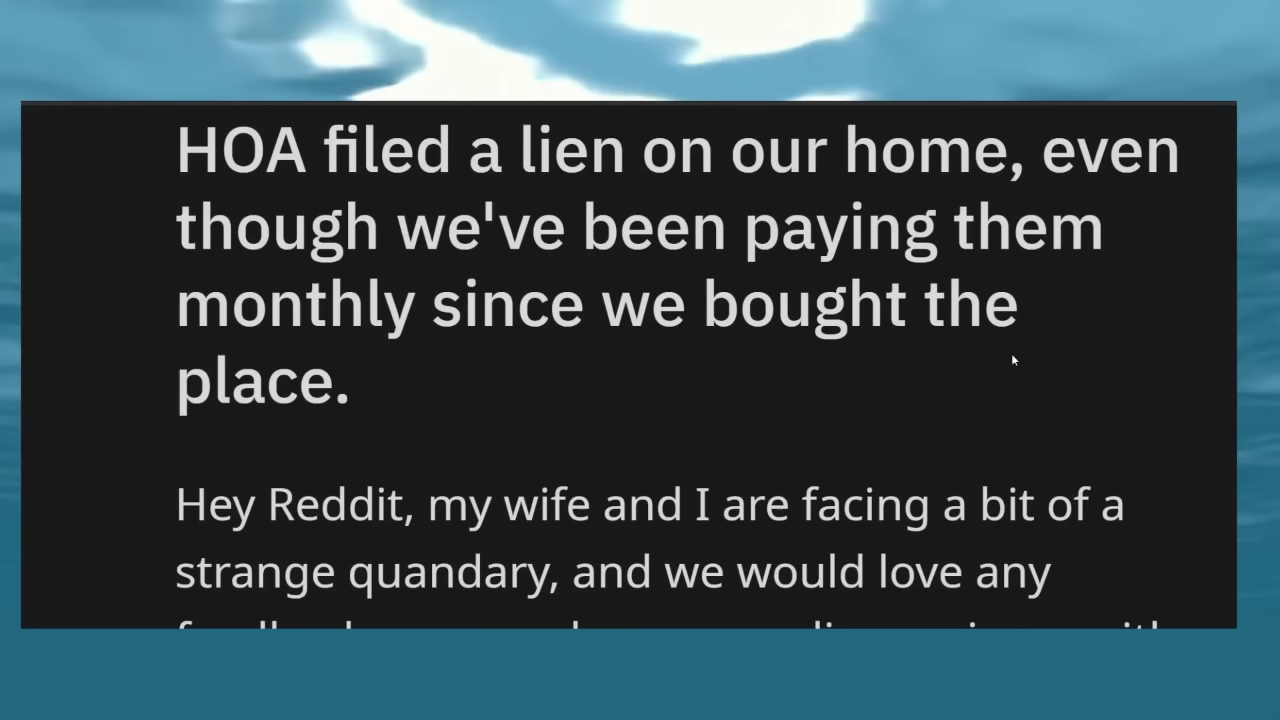 HOA filed a lien on our home, even
though we've been paying them
monthly since we bought the
place.
Hey Reddit, my wife and I are facing a bit of a
strange quandary, and we would love any